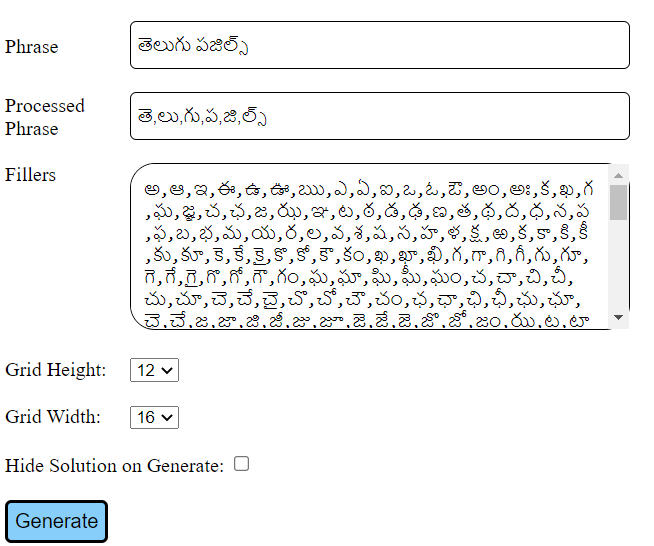 Phrase
తెలుగు పజిల్స్
Processed
Phrase
తె,లు,గు,ప,జి,ల్స్
Fillers
అ,ఆ,ఇ,ఈ,ఉ,ఊ,ఋ,ఎ,ఏ,ఐ,ఒ,ఓ,ఔ,అం,అః,క,ఖ,గ
,ఘ,ఙ,చ,ఛ,జ,ఝ,ఞ,ట,ఠ,డ,ఢ,ణ,త,థ,ద,ధ,న,ప
,ఫ,బ,భ,మ,య,ర,ల,వ,శ,ష,స,హ,ళ,క్ష,ఱ,క,కా,కి,కీ
,కు,కూ,కె,కే,కై,కొ,కో,కౌ,కం,ఖ,ఖా,ఖి,గ,గా,గి,గీ,గు,గూ,
గె,గే,గై,గొ,గో,గౌ,గం,ఘ,ఘా,ఘి,ఘీ,ఘం,చ,చా,చి,చీ,
చు,చూ,చె,చే,చై,చొ,చో,చౌ,చం,ఛ,ఛా,ఛి,ఛీ,ఛు,ఛూ,
ఛె,ఛే,జ,జా,జి,జీ,జు,జూ,జె,జే,జై,జొ,జో,జం,ఝ,ట,టా
Grid Height:
12
Grid Width:
16
Hide Solution on Generate:
Generate